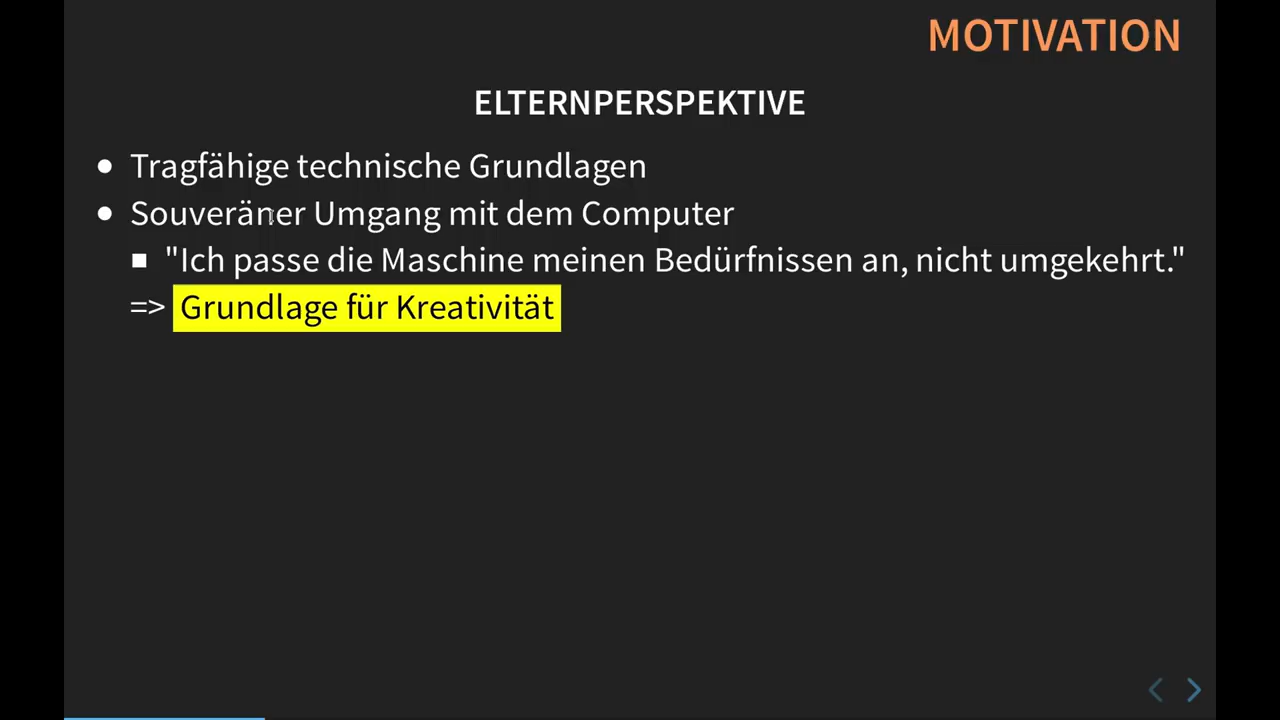 MOTIVATION
ELTERNPERSPEKTIVE
Tragfähige technische Grundlagen
Souveräner Umgang mit dem Computer
"Ich passe die Maschine meinen Bedürfnissen an, nicht umgekehrt."
=> Grundlage für Kreativität